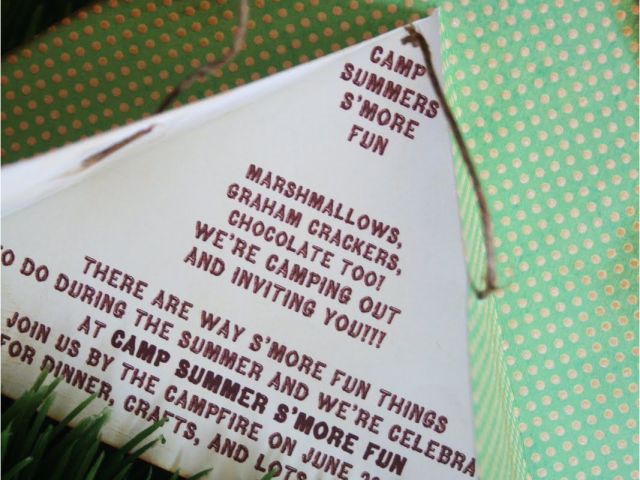 CAMP
SUMMERS
S'MORE
FUN
MARSHMALLOWS,
GRAHAM CRACKERS,
CHOCOLATE TOO!
WE'RE CAMPING OUT
AND INVITING YOU!!!
THERE ARE WAY S'MORE FUN THINGS
TO DO DURING THE SUMMER AND WE'RE CELEBRA
AT CAMP SUMMER S'MORE FUN
JOIN US BY THE CAMPFIRE ON JUNE
FOR DINNER, CRAFTS, AND LOTS